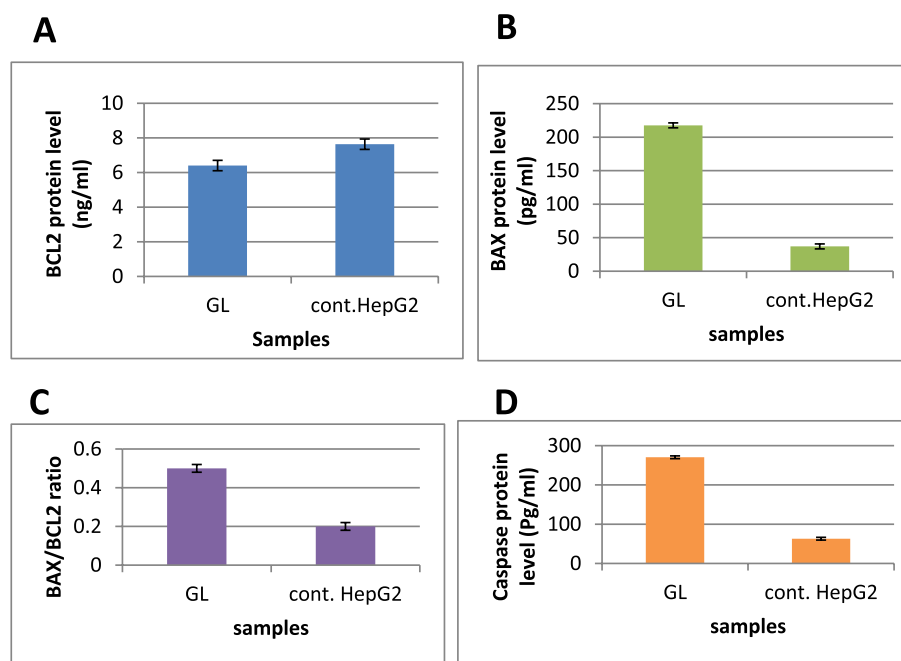 A
BCL2 protein level
(ng/ml)
10
8
6
4
2
0
GL cont.HepG2
Samples
B
BAX protein level
(pg/ml)
250
200
150
100
50
0
GL cont.HepG2
samples
C
BAX/BCL2 ratio
0.6
0.4
0.2
0
GL cont. HepG2
samples
D
Caspase protein
level (Pg/ml)
300
200
100
0
GL cont. HepG2
samples